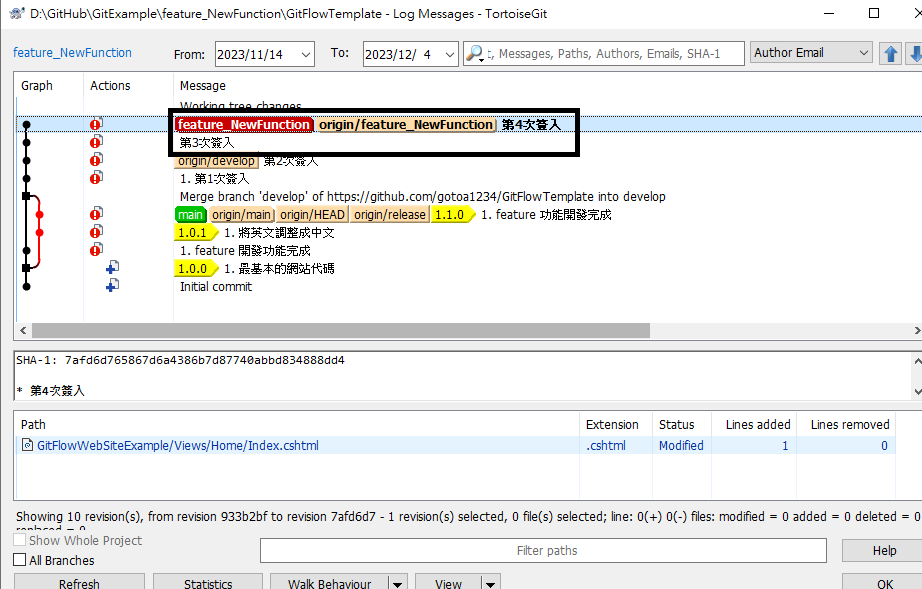 D:\GitHub\GitExample\feature_NewFunction\GitFlowTemplate - Log Messages - TortoiseGit
feature_NewFunction From: 2023/11/14 To: 2023/12/ 4 t, Messages, Paths, Authors, Emails, SHA-1 Author Email
Graph Actions Message
Working tree changes
feature_NewFunction origin/feature_NewFunction 第4次簽入
第3次簽入
origin/develop 第2次簽入
1. 第1次簽入
Merge branch 'develop' of https://github.com/gotoa1234/GitFlowTemplate into develop
main origin/main origin/HEAD origin/release 1.1.0 1. feature 功能開發完成
1.0.1 1. 將英文調整成中文
1. feature 開發功能完成
1.0.0 1. 最基本的網站代碼
Initial commit
SHA-1: 7afd6d765867d6a4386b7d87740abbd834888dd4
* 第4次簽入
Path Extension Status Lines added Lines removed
GitFlowWebSiteExample/Views/Home/Index.cshtml .cshtml Modified 1 0
Showing 10 revision(s), from revision 933b2bf to revision 7afd6d7 - 1 revision(s) selected, 0 file(s) selected; line: 0(+) 0(-) files: modified = 0 added = 0 deleted = 0
replaced = 0
Show Whole Project
All Branches Filter paths Help
Refresh Statistics Walk Behaviour View OK